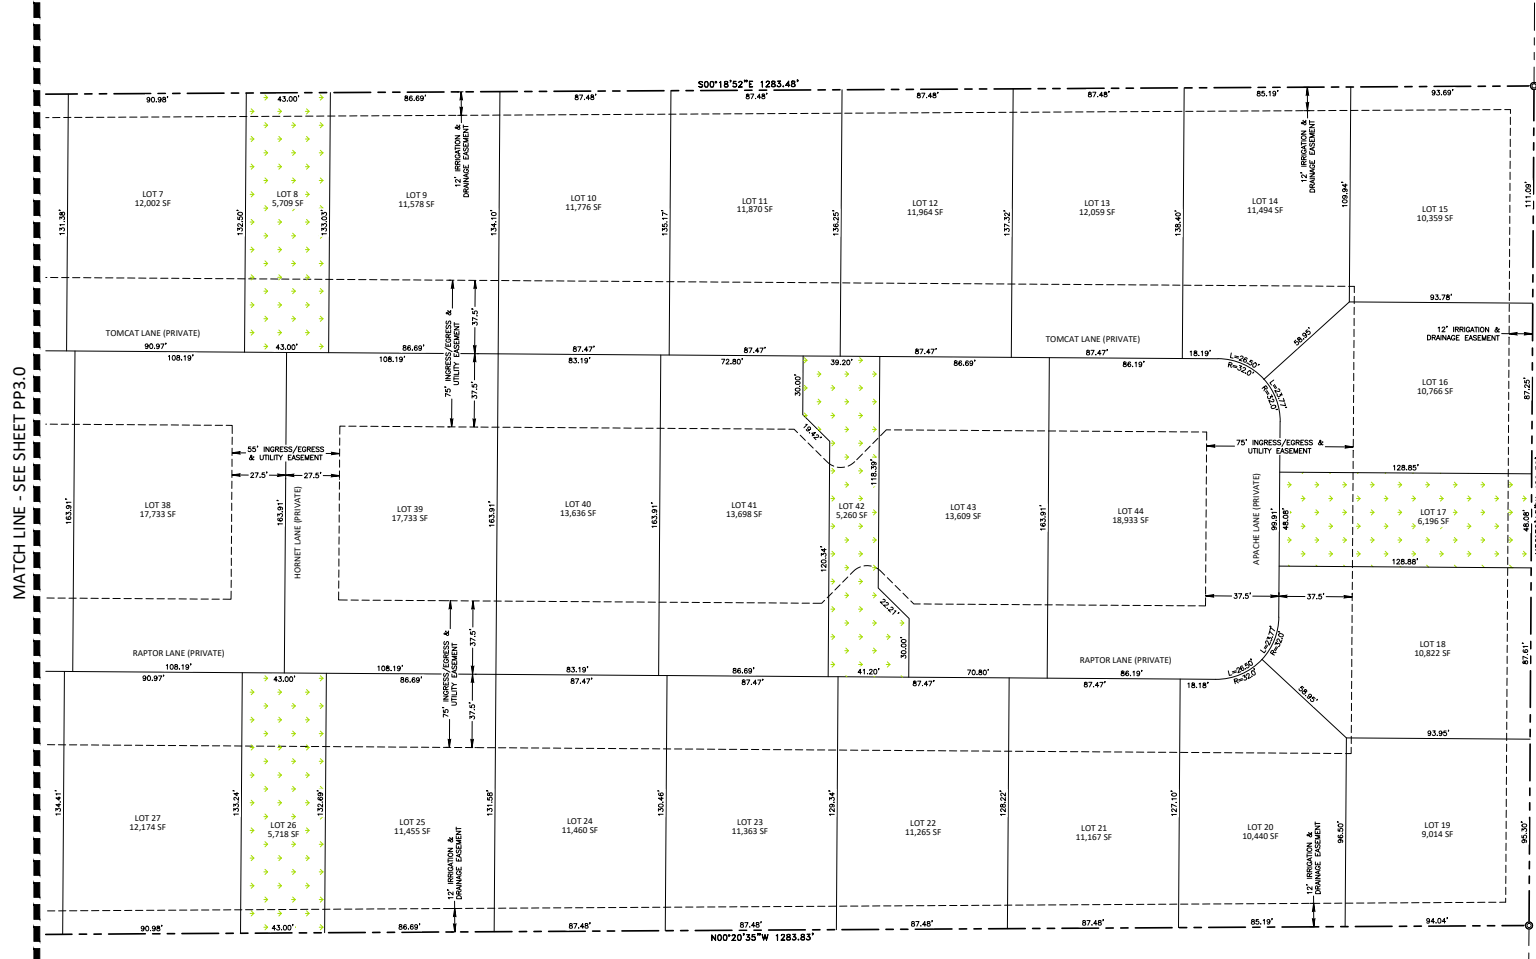 MATCH LINE - SEE SHEET PP3.0
S00°18'52"E 1283.48'
90.98'
43.00'
86.69'
87.48'
87.48'
87.48'
87.48'
85.19'
93.69'
12' IRRIGATION &
DRAINAGE EASEMENT
12' IRRIGATION &
DRAINAGE EASEMENT
131.38'
LOT 7
12,002 SF
132.50'
LOT 8
5,709 SF
133.03'
LOT 9
11,578 SF
134.10'
LOT 10
11,776 SF
135.17'
LOT 11
11,870 SF
136.25'
LOT 12
11,964 SF
137.32'
LOT 13
12,059 SF
138.40'
LOT 14
11,494 SF
109.94'
LOT 15
10,359 SF
111.09'
93.78'
12' IRRIGATION &
DRAINAGE EASEMENT
TOMCAT LANE (PRIVATE)
75' INGRESS/EGRESS &
UTILITY EASEMENT
37.5'
37.5'
TOMCAT LANE (PRIVATE)
58.95'
90.97'
43.00'
86.69'
87.47'
87.47'
87.47'
87.47'
18.19'
L=26.50'
R=32.0'
L=23.77'
R=32.0'
108.19'
108.19'
83.19'
72.80'
39.20'
86.69'
86.19'
30.00'
19.42'
LOT 16
10,766 SF
87.25'
55' INGRESS/EGRESS
& UTILITY EASEMENT
27.5'
27.5'
75' INGRESS/EGRESS &
UTILITY EASEMENT
118.39'
128.85'
163.91'
LOT 38
17,733 SF
163.91'
HORNET LANE (PRIVATE)
LOT 39
17,733 SF
163.91'
LOT 40
13,636 SF
163.91'
LOT 41
13,698 SF
LOT 42
5,260 SF
LOT 43
13,609 SF
163.91'
LOT 44
18,933 SF
APACHE LANE (PRIVATE)
99.91'
48.08'
LOT 17
6,196 SF
48.08'
120.34'
128.88'
22.21'
30.00'
37.5'
37.5'
75' INGRESS/EGRESS &
UTILITY EASEMENT
37.5'
37.5'
RAPTOR LANE (PRIVATE)
RAPTOR LANE (PRIVATE)
L=23.77'
R=32.0'
L=26.50'
R=32.0'
LOT 18
10,822 SF
87.61'
108.19'
108.19'
83.19'
86.69'
41.20'
70.80'
86.19'
90.97'
43.00'
86.69'
87.47'
87.47'
87.47'
87.47'
18.18'
58.95'
93.95'
134.41'
LOT 27
12,174 SF
133.24'
LOT 26
5,718 SF
132.69'
LOT 25
11,455 SF
131.58'
LOT 24
11,460 SF
130.46'
LOT 23
11,363 SF
129.34'
LOT 22
11,265 SF
128.22'
LOT 21
11,167 SF
127.10'
LOT 20
10,440 SF
96.50'
LOT 19
9,014 SF
95.30'
12' IRRIGATION &
DRAINAGE EASEMENT
12' IRRIGATION &
DRAINAGE EASEMENT
90.98'
43.00'
86.69'
87.48'
87.48'
87.48'
87.48'
85.19'
94.04'
N00°20'35"W 1283.83'